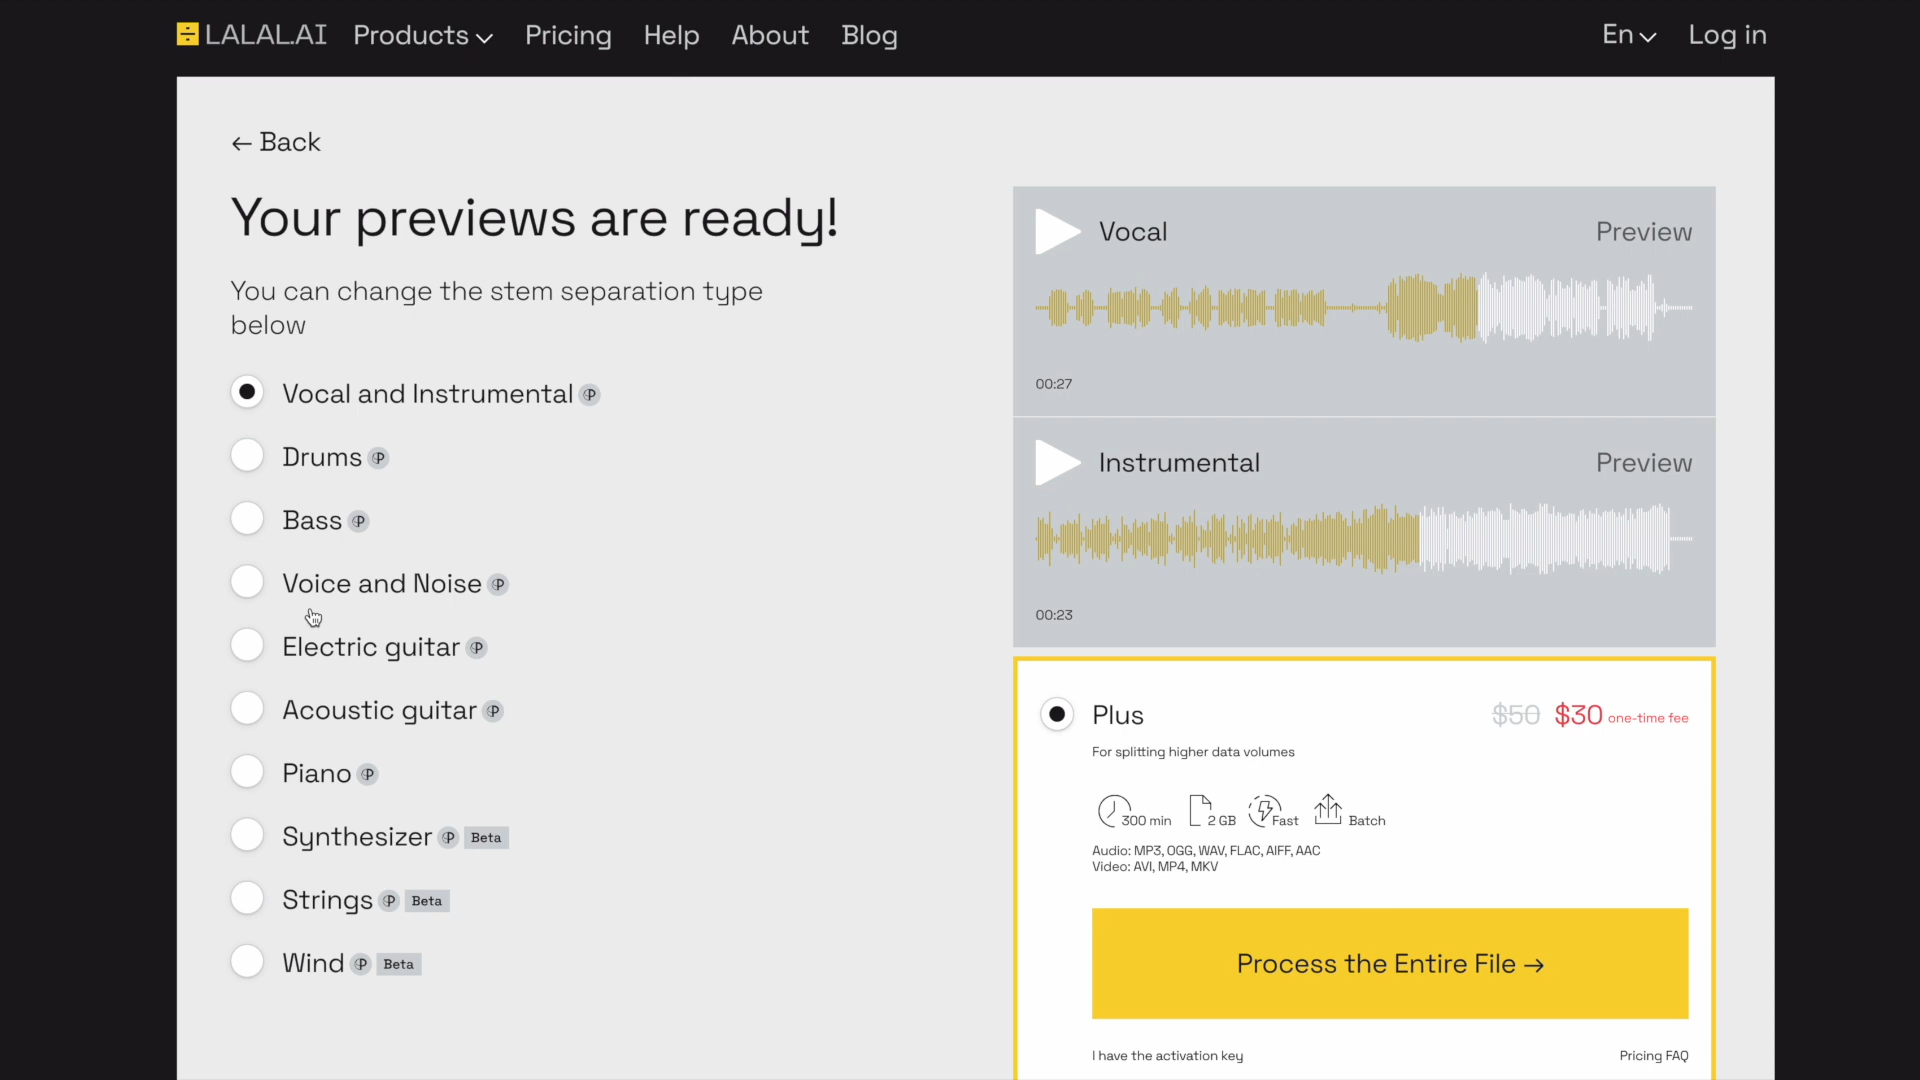 LALAL.AI Products Pricing Help About Blog En Log in
← Back
Your previews are ready!
You can change the stem separation type
below
Vocal and Instrumental
Drums
Bass
Voice and Noise
Electric guitar
Acoustic guitar
Piano
Synthesizer Beta
Strings Beta
Wind Beta
Vocal Preview
00:27
Instrumental Preview
00:23
Plus $50 $30 one-time fee
For splitting higher data volumes
300 min 2 GB Fast Batch
Audio: MP3, OGG, WAV, FLAC, AIFF, AAC
Video: AVI, MP4, MKV
Process the Entire File →
I have the activation key Pricing FAQ